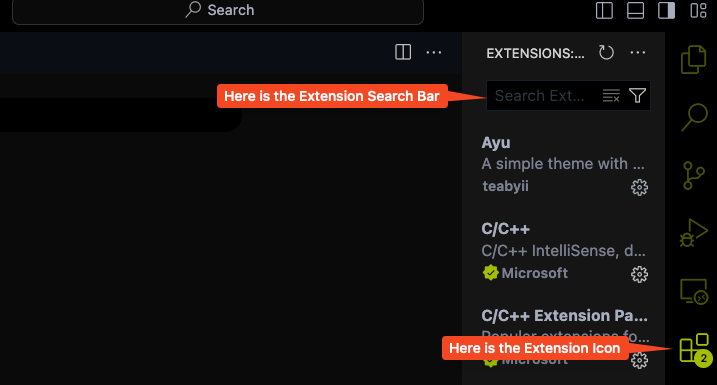 Search
EXTENSIONS:...
Here is the Extension Search Bar
Search Ext...
Ayu
A simple theme with ...
teabyii
C/C++
C/C++ IntelliSense, d...
Microsoft
C/C++ Extension Pa...
Popular extensions fo...
Here is the Extension Icon
Microsoft
2